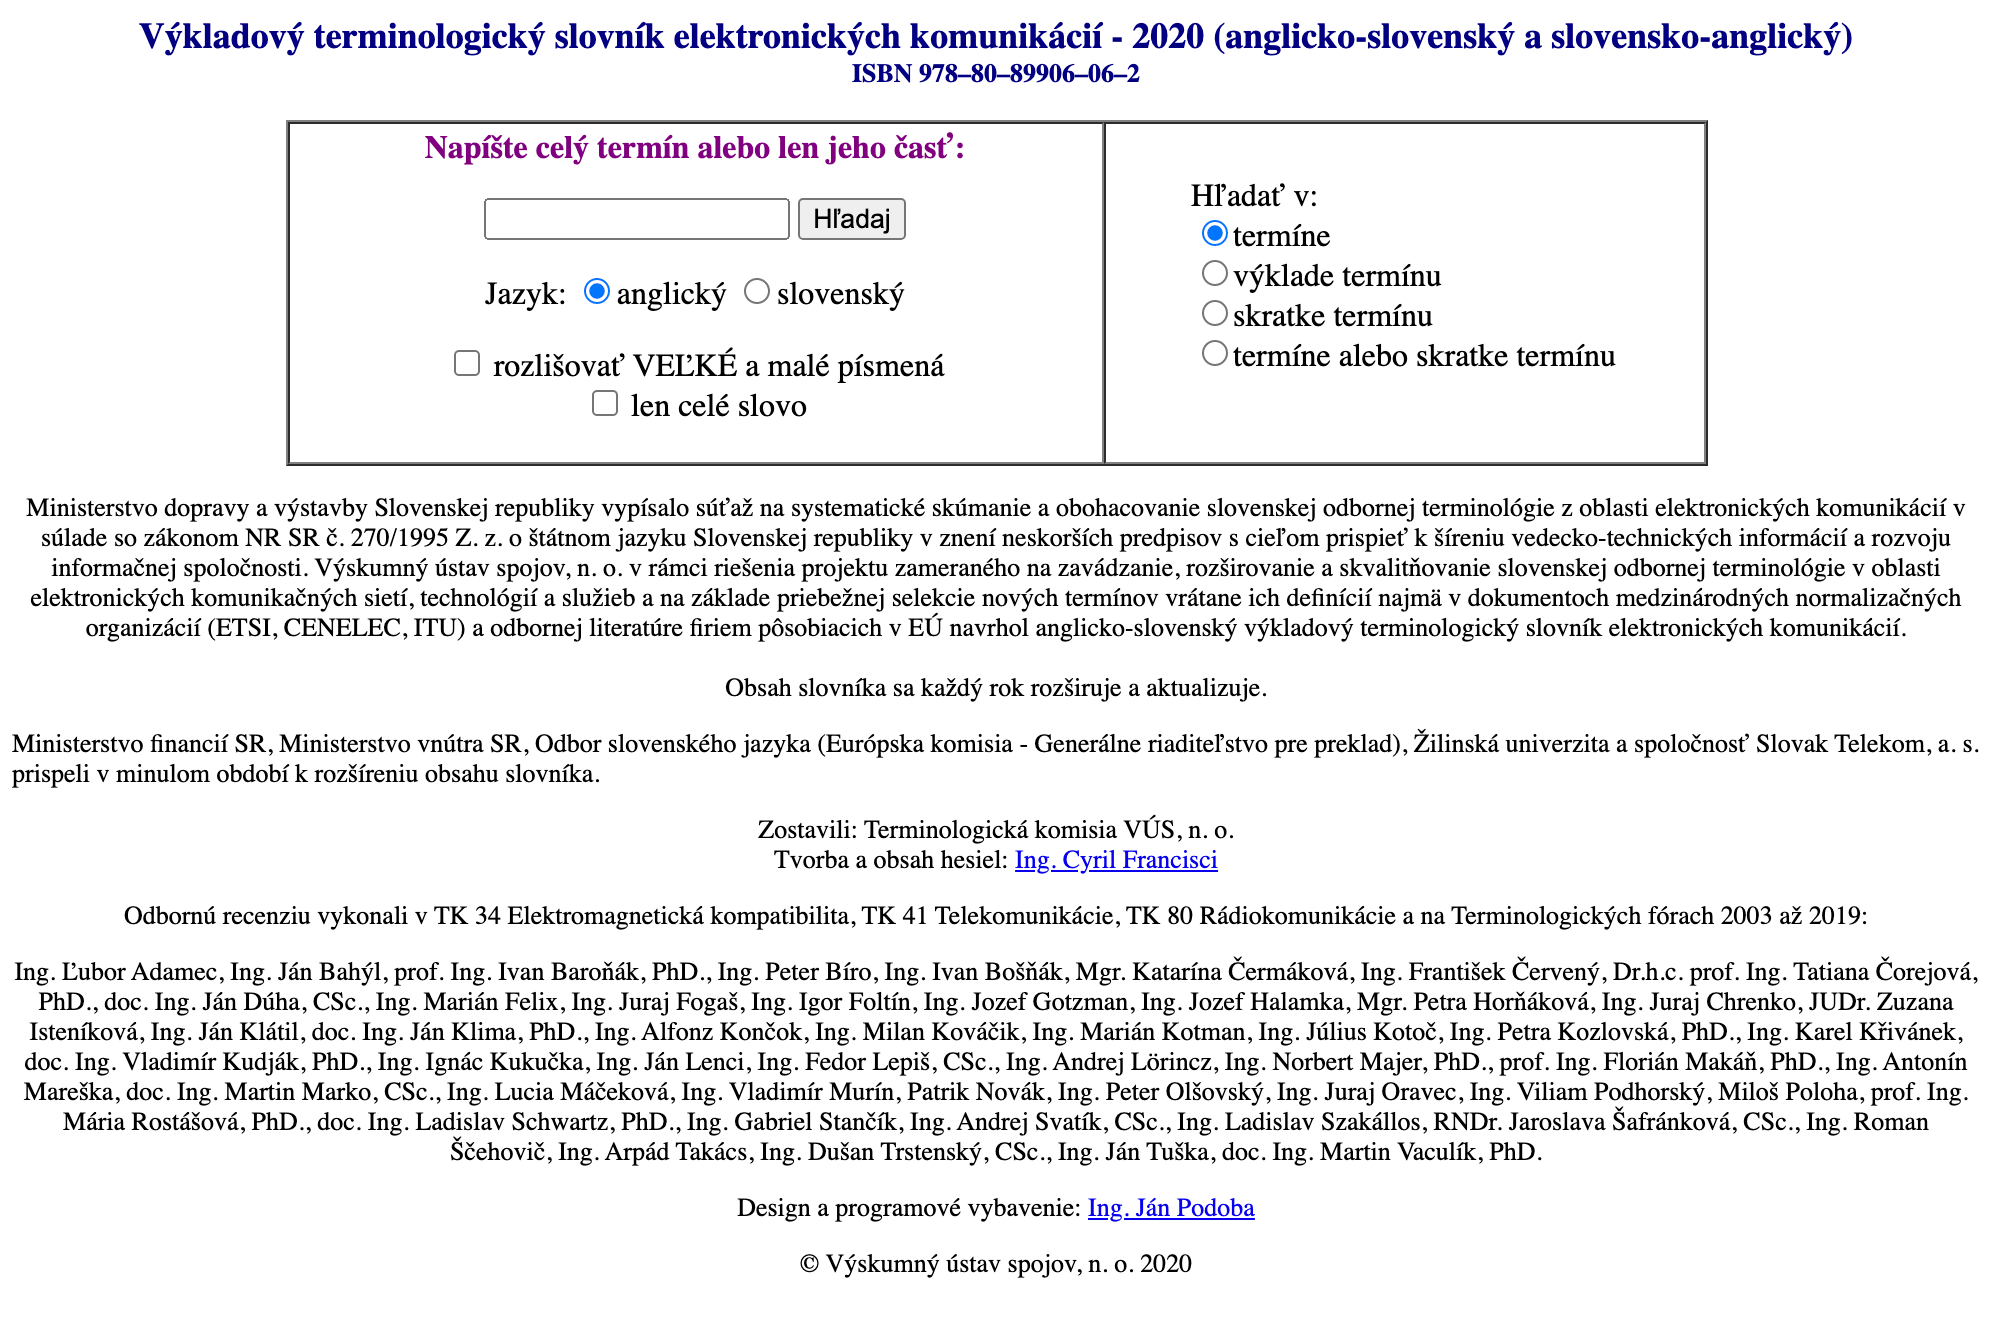 Výkladový terminologický slovník elektronických komunikácií - 2020 (anglicko-slovenský a slovensko-anglický)
ISBN 978–80–89906–06–2
Napíšte celý termín alebo len jeho časť:
Hľadaj
Jazyk: anglický slovenský
rozlišovať VEĽKÉ a malé písmená
len celé slovo
Hľadať v:
termíne
výklade termínu
skratke termínu
termíne alebo skratke termínu
Ministerstvo dopravy a výstavby Slovenskej republiky vypísalo súťaž na systematické skúmanie a obohacovanie slovenskej odbornej terminológie z oblasti elektronických komunikácií v
súlade so zákonom NR SR č. 270/1995 Z. z. o štátnom jazyku Slovenskej republiky v znení neskorších predpisov s cieľom prispieť k šíreniu vedecko-technických informácií a rozvoju
informačnej spoločnosti. Výskumný ústav spojov, n. o. v rámci riešenia projektu zameraného na zavádzanie, rozširovanie a skvalitňovanie slovenskej odbornej terminológie v oblasti
elektronických komunikačných sietí, technológií a služieb a na základe priebežnej selekcie nových termínov vrátane ich definícií najmä v dokumentoch medzinárodných normalizačných
organizácií (ETSI, CENELEC, ITU) a odbornej literatúre firiem pôsobiacich v EÚ navrhol anglicko-slovenský výkladový terminologický slovník elektronických komunikácií.
Obsah slovníka sa každý rok rozširuje a aktualizuje.
Ministerstvo financií SR, Ministerstvo vnútra SR, Odbor slovenského jazyka (Európska komisia - Generálne riaditeľstvo pre preklad), Žilinská univerzita a spoločnosť Slovak Telekom, a. s.
prispeli v minulom období k rozšíreniu obsahu slovníka.
Zostavili: Terminologická komisia VÚS, n. o.
Tvorba a obsah hesiel: Ing. Cyril Francisci
Odbornú recenziu vykonali v TK 34 Elektromagnetická kompatibilita, TK 41 Telekomunikácie, TK 80 Rádiokomunikácie a na Terminologických fórach 2003 až 2019:
Ing. Ľubor Adamec, Ing. Ján Bahýl, prof. Ing. Ivan Baroňák, PhD., Ing. Peter Bíro, Ing. Ivan Bošňák, Mgr. Katarína Čermáková, Ing. František Červený, Dr.h.c. prof. Ing. Tatiana Čorejová,
PhD., doc. Ing. Ján Dúha, CSc., Ing. Marián Felix, Ing. Juraj Fogaš, Ing. Igor Foltín, Ing. Jozef Gotzman, Ing. Jozef Halamka, Mgr. Petra Horňáková, Ing. Juraj Chrenko, JUDr. Zuzana
Isteníková, Ing. Ján Klátil, doc. Ing. Ján Klima, PhD., Ing. Alfonz Končok, Ing. Milan Kováčik, Ing. Marián Kotman, Ing. Július Kotoč, Ing. Petra Kozlovská, PhD., Ing. Karel Křivánek,
doc. Ing. Vladimír Kudják, PhD., Ing. Ignác Kukučka, Ing. Ján Lenci, Ing. Fedor Lepiš, CSc., Ing. Andrej Lörincz, Ing. Norbert Majer, PhD., prof. Ing. Florián Makáň, PhD., Ing. Antonín
Mareška, doc. Ing. Martin Marko, CSc., Ing. Lucia Máčeková, Ing. Vladimír Murín, Patrik Novák, Ing. Peter Olšovský, Ing. Juraj Oravec, Ing. Viliam Podhorský, Miloš Poloha, prof. Ing.
Mária Rostášová, PhD., doc. Ing. Ladislav Schwartz, PhD., Ing. Gabriel Stančík, Ing. Andrej Svatík, CSc., Ing. Ladislav Szakállos, RNDr. Jaroslava Šafránková, CSc., Ing. Roman
Ščehovič, Ing. Arpád Takács, Ing. Dušan Trstenský, CSc., Ing. Ján Tuška, doc. Ing. Martin Vaculík, PhD.
Design a programové vybavenie: Ing. Ján Podoba
© Výskumný ústav spojov, n. o. 2020